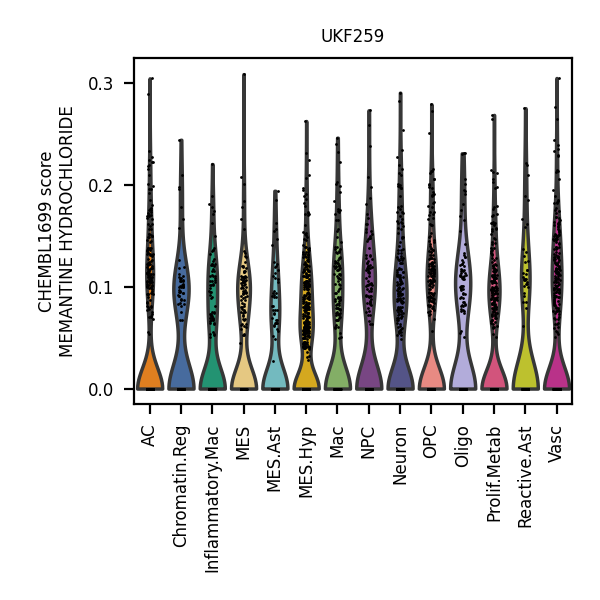 UKF259
CHEMBL1699 score
MEMANTINE HYDROCHLORIDE
0.3
0.2
0.1
0.0
AC
Chromatin.Reg
Inflammatory.Mac
MES
MES.Ast
MES.Hyp
Mac
NPC
Neuron
OPC
Oligo
Prolif.Metab
Reactive.Ast
Vasc